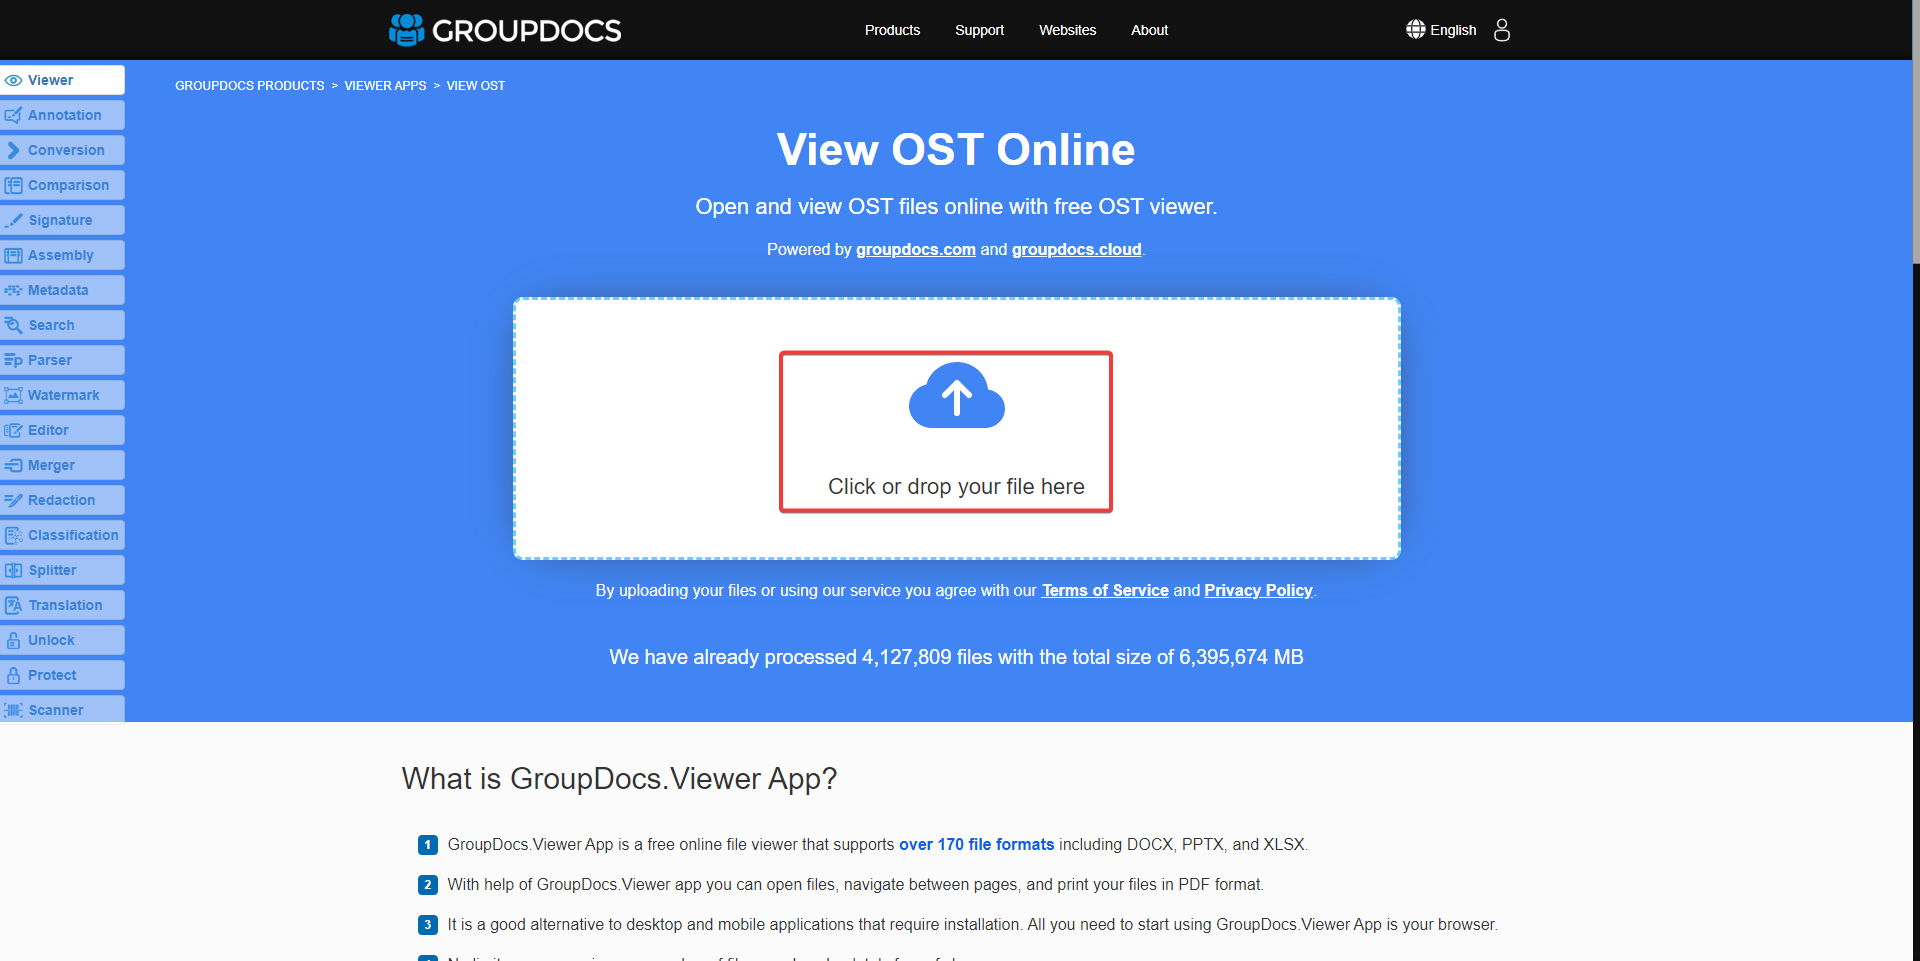 GROUPDOCS
Products
Support
Websites
About
English
Viewer
Annotation
Conversion
Comparison
Signature
Assembly
Metadata
Search
Parser
Watermark
Editor
Merger
Redaction
Classification
Splitter
Translation
Unlock
Protect
Scanner
GROUPDOCS PRODUCTS > VIEWER APPS > VIEW OST
View OST Online
Open and view OST files online with free OST viewer.
Powered by groupdocs.com and groupdocs.cloud.
Click or drop your file here
By uploading your files or using our service you agree with our Terms of Service and Privacy Policy.
We have already processed 4,127,809 files with the total size of 6,395,674 MB
What is GroupDocs.Viewer App?
1 GroupDocs.Viewer App is a free online file viewer that supports over 170 file formats including DOCX, PPTX, and XLSX.
2 With help of GroupDocs.Viewer app you can open files, navigate between pages, and print your files in PDF format.
3 It is a good alternative to desktop and mobile applications that require installation. All you need to start using GroupDocs.Viewer App is your browser.